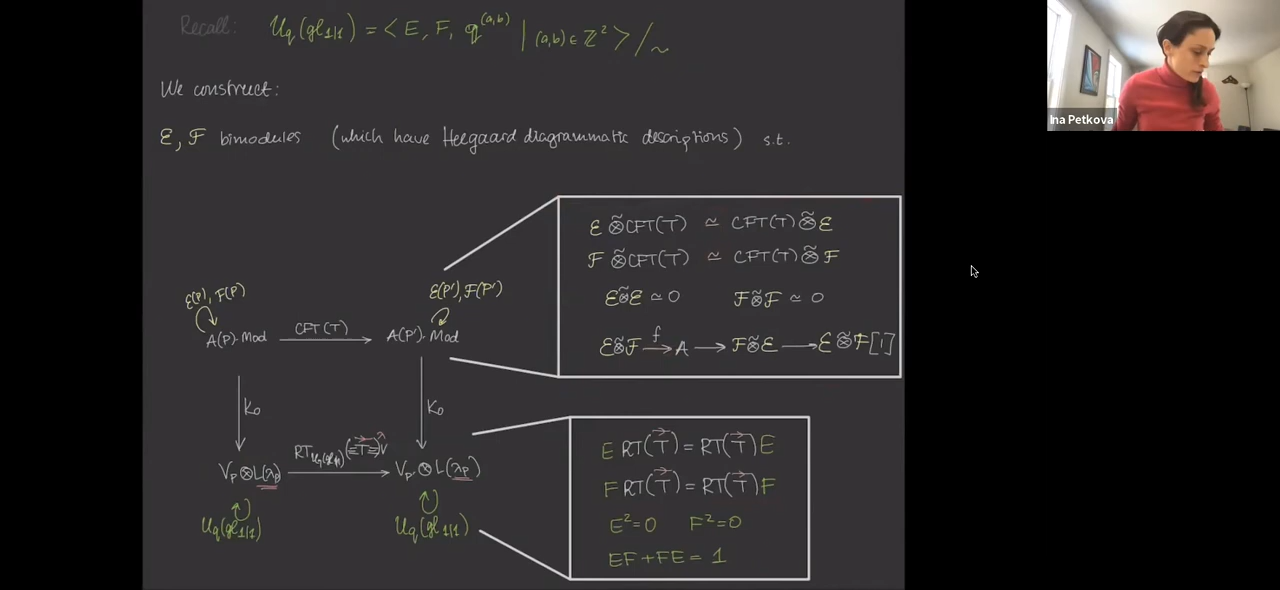 Recall: U_q(gl_{1|1}) = < E, F, q^{(a,b)} | (a,b) ∈ ℤ² > / ~
Ina Petkova
We construct:
ℰ, ℱ bimodules (which have Heegaard diagrammatic descriptions) s.t.
ℰ ⊗̃ CFT(T) ≃ CFT(T) ⊗̃ ℰ
ℱ ⊗̃ CFT(T) ≃ CFT(T) ⊗̃ ℱ
ℰ ⊗̃ ℰ ≃ 0 ℱ ⊗̃ ℱ ≃ 0
ℰ ⊗̃ ℱ →^f A → ℱ ⊗̃ ℰ → ℰ ⊗̃ ℱ[1]
ℰ(P), ℱ(P) ℰ(P'), ℱ(P')
A(P)-Mod CFT(T) A(P')-Mod
K₀ K₀
V_P ⊗ L(λ_P) V_{P'} ⊗ L(λ_P)
U_q(gl_{1|1}) U_q(gl_{1|1})
E RT(T⃗) = RT(T⃗) E
F RT(T⃗) = RT(T⃗) F
E² = 0 F² = 0
EF + FE = 1